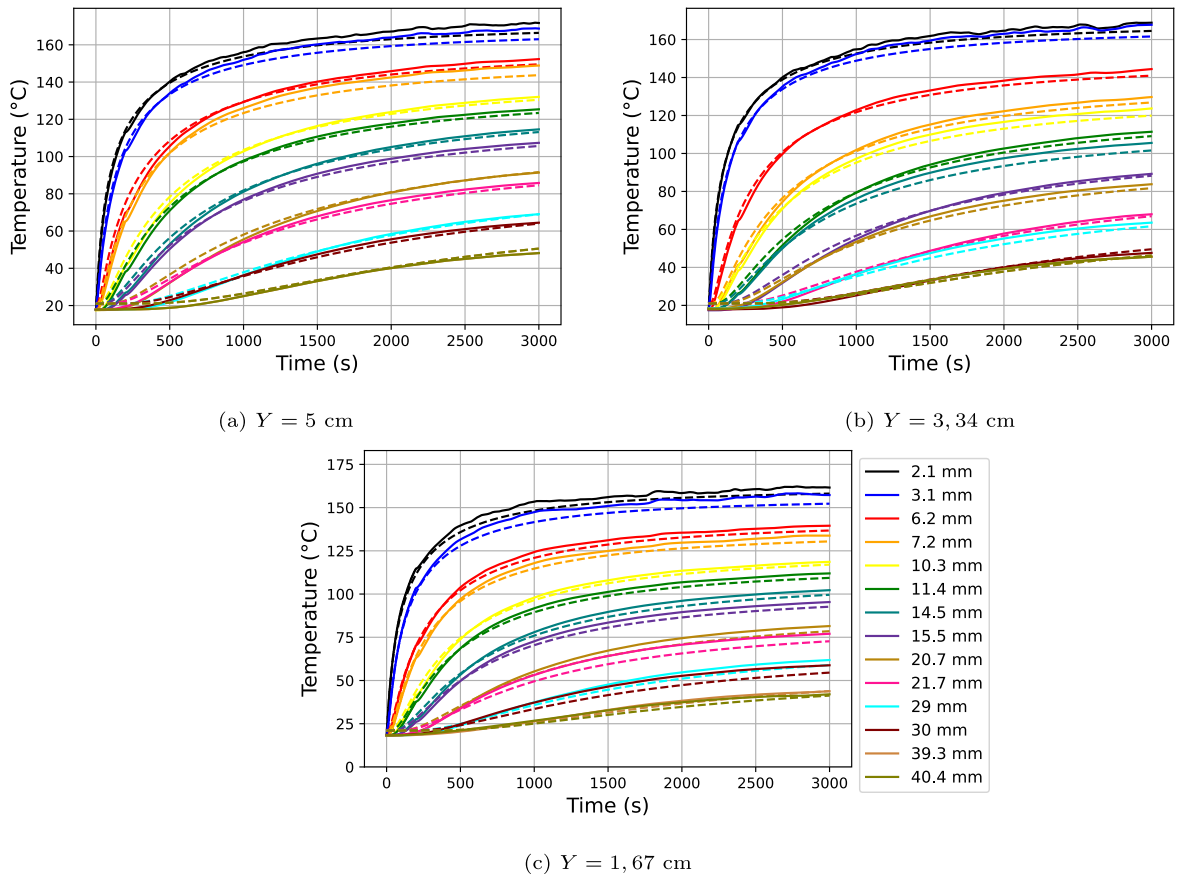 160
140
120
100
80
60
40
20
Temperature (°C)
0 500 1000 1500 2000 2500 3000
Time (s)
(a) Y = 5 cm
160
140
120
100
80
60
40
20
Temperature (°C)
0 500 1000 1500 2000 2500 3000
Time (s)
(b) Y = 3, 34 cm
175
150
125
100
75
50
25
0
Temperature (°C)
0 500 1000 1500 2000 2500 3000
Time (s)
2.1 mm
3.1 mm
6.2 mm
7.2 mm
10.3 mm
11.4 mm
14.5 mm
15.5 mm
20.7 mm
21.7 mm
29 mm
30 mm
39.3 mm
40.4 mm
(c) Y = 1, 67 cm